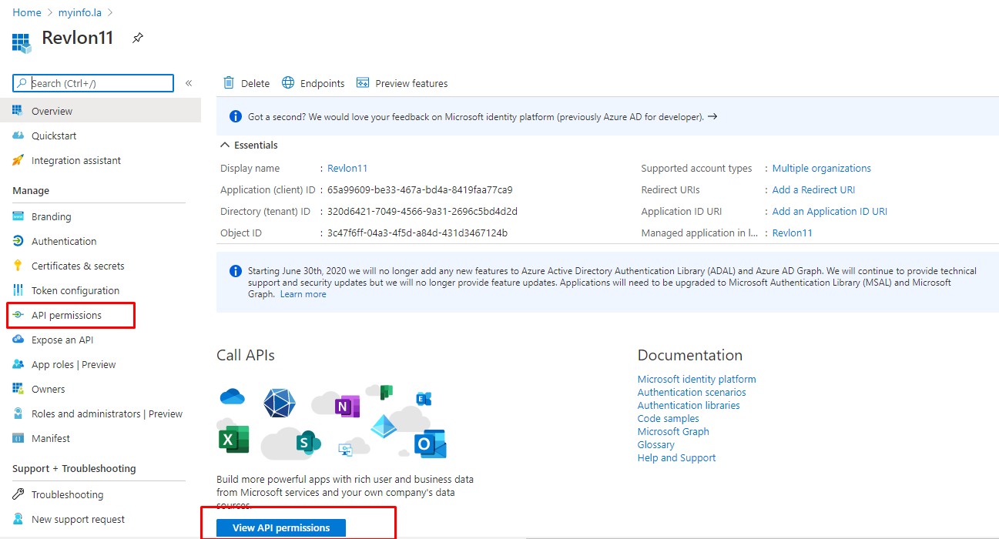 Home > myinfo.la >
Revlon11
Search (Ctrl+/)
«
Overview
Quickstart
Integration assistant
Manage
Branding
Authentication
Certificates & secrets
Token configuration
API permissions
Expose an API
App roles | Preview
Owners
Roles and administrators | Preview
Manifest
Support + Troubleshooting
Troubleshooting
New support request
Delete Endpoints Preview features
Got a second? We would love your feedback on Microsoft identity platform (previously Azure AD for developer). →
Essentials
Display name : Revlon11
Application (client) ID : 65a99609-be33-467a-bd4a-8419faa77ca9
Directory (tenant) ID : 320d6421-7049-4566-9a31-2696c5bd4d2d
Object ID : 3c47f6ff-04a3-4f5d-a84d-431d3467124b
Supported account types : Multiple organizations
Redirect URIs : Add a Redirect URI
Application ID URI : Add an Application ID URI
Managed application in l... : Revlon11
Starting June 30th, 2020 we will no longer add any new features to Azure Active Directory Authentication Library (ADAL) and Azure AD Graph. We will continue to provide technical
support and security updates but we will no longer provide feature updates. Applications will need to be upgraded to Microsoft Authentication Library (MSAL) and Microsoft
Graph. Learn more
Call APIs
N
E
X
S
O
Build more powerful apps with rich user and business data
from Microsoft services and your own company's data
sources.
View API permissions
Documentation
Microsoft identity platform
Authentication scenarios
Authentication libraries
Code samples
Microsoft Graph
Glossary
Help and Support